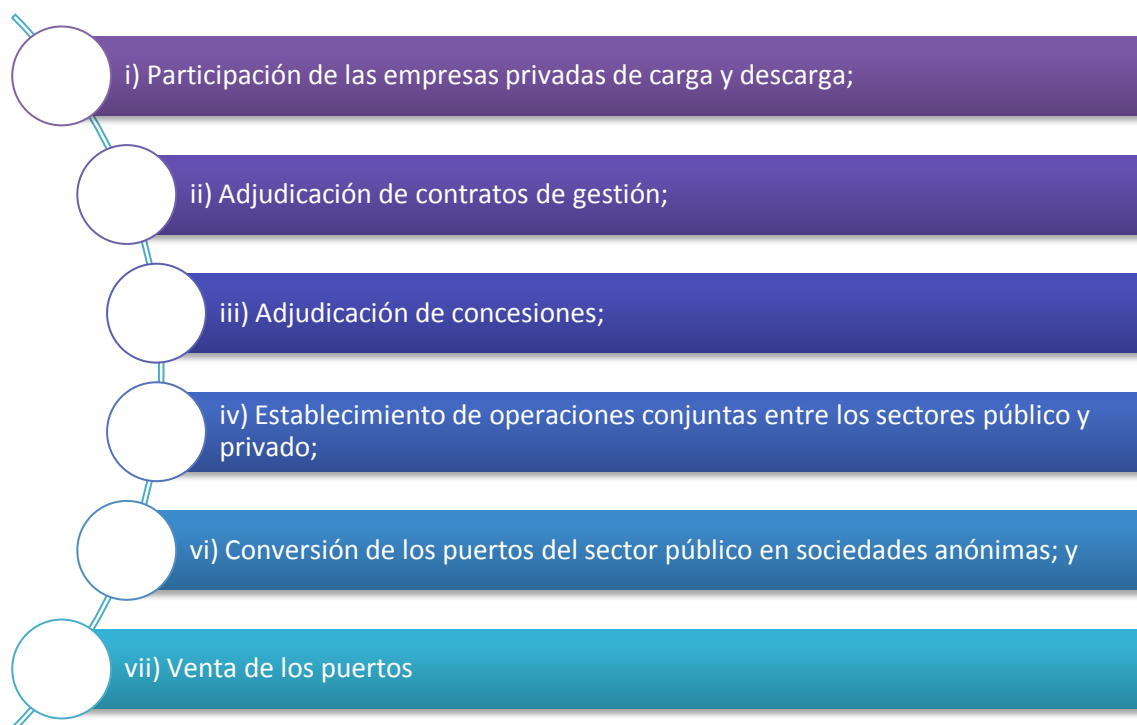 i) Participación de las empresas privadas de carga y descarga;
ii) Adjudicación de contratos de gestión;
iii) Adjudicación de concesiones;
iv) Establecimiento de operaciones conjuntas entre los sectores público y
privado;
vi) Conversión de los puertos del sector público en sociedades anónimas; y
vii) Venta de los puertos